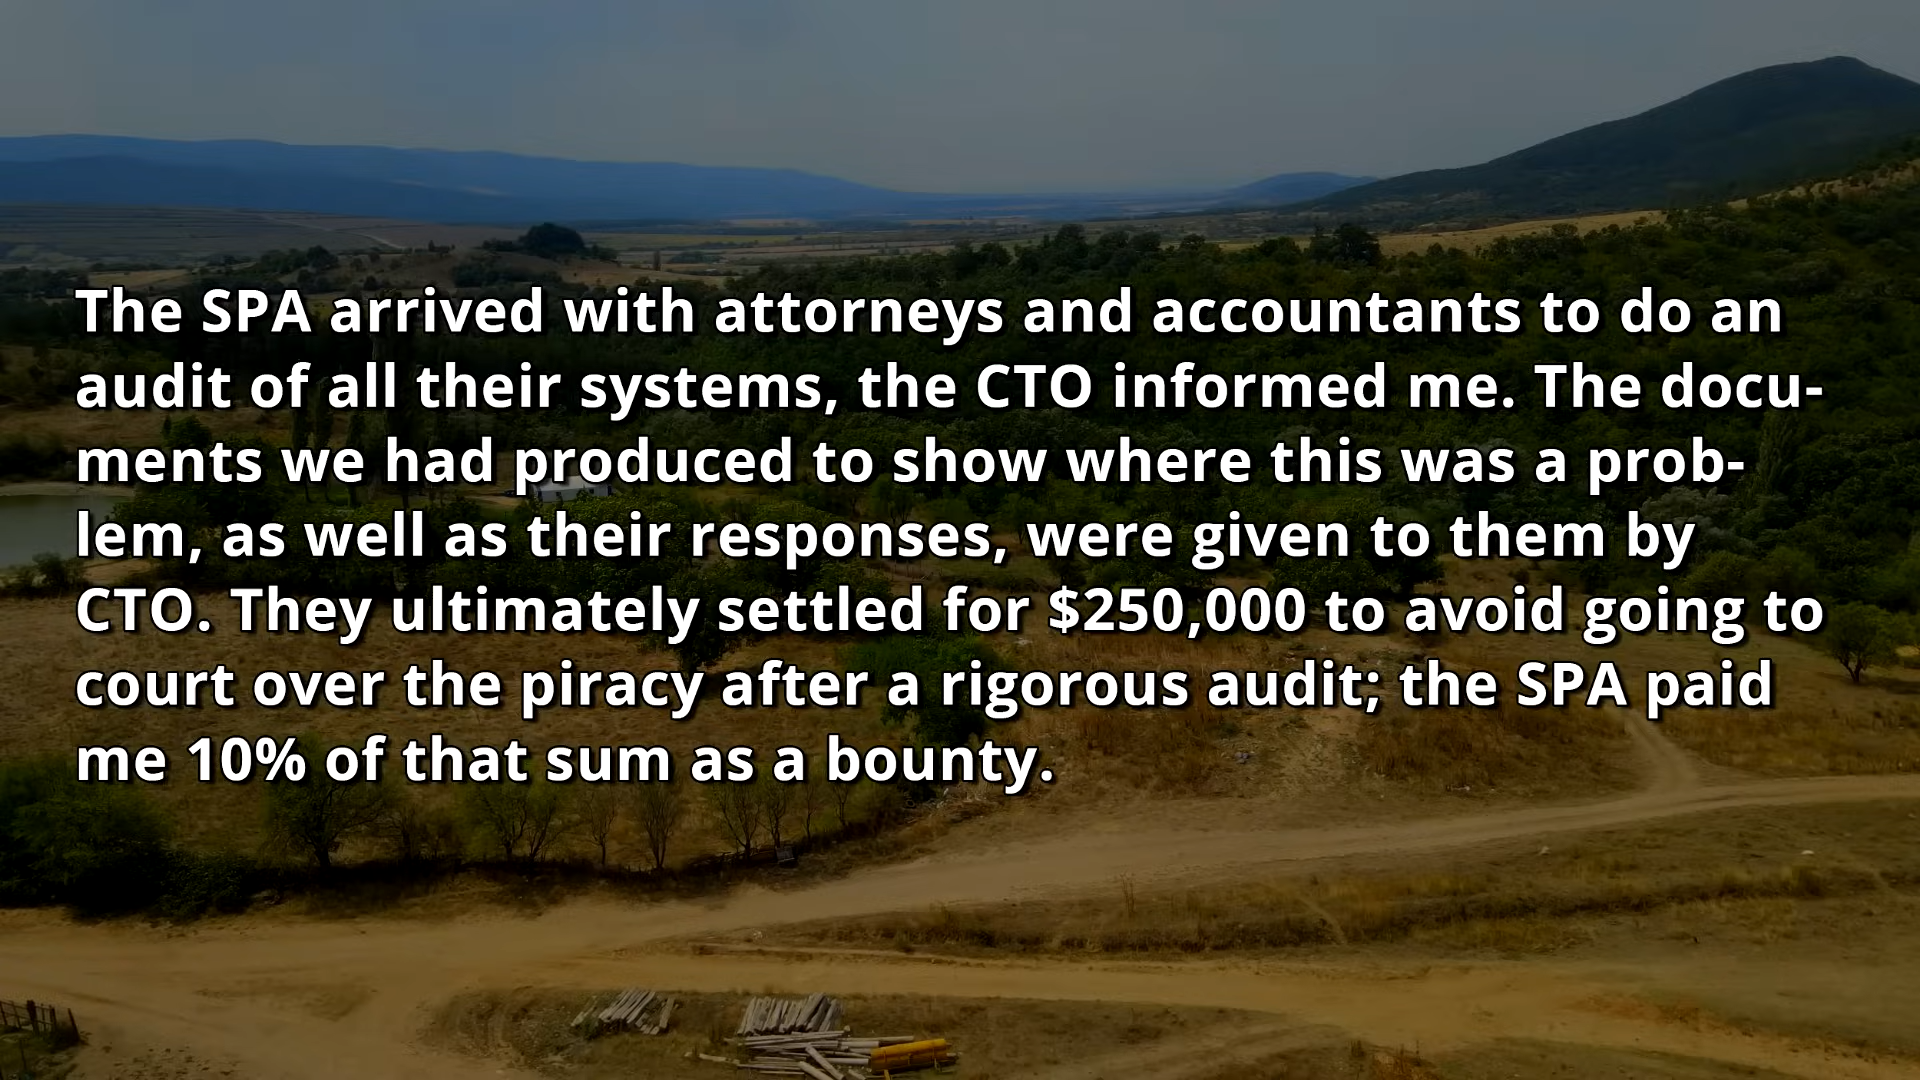 The SPA arrived with attorneys and accountants to do an
audit of all their systems, the CTO informed me. The docu-
ments we had produced to show where this was a prob-
lem, as well as their responses, were given to them by
CTO. They ultimately settled for $250,000 to avoid going to
court over the piracy after a rigorous audit; the SPA paid
me 10% of that sum as a bounty.